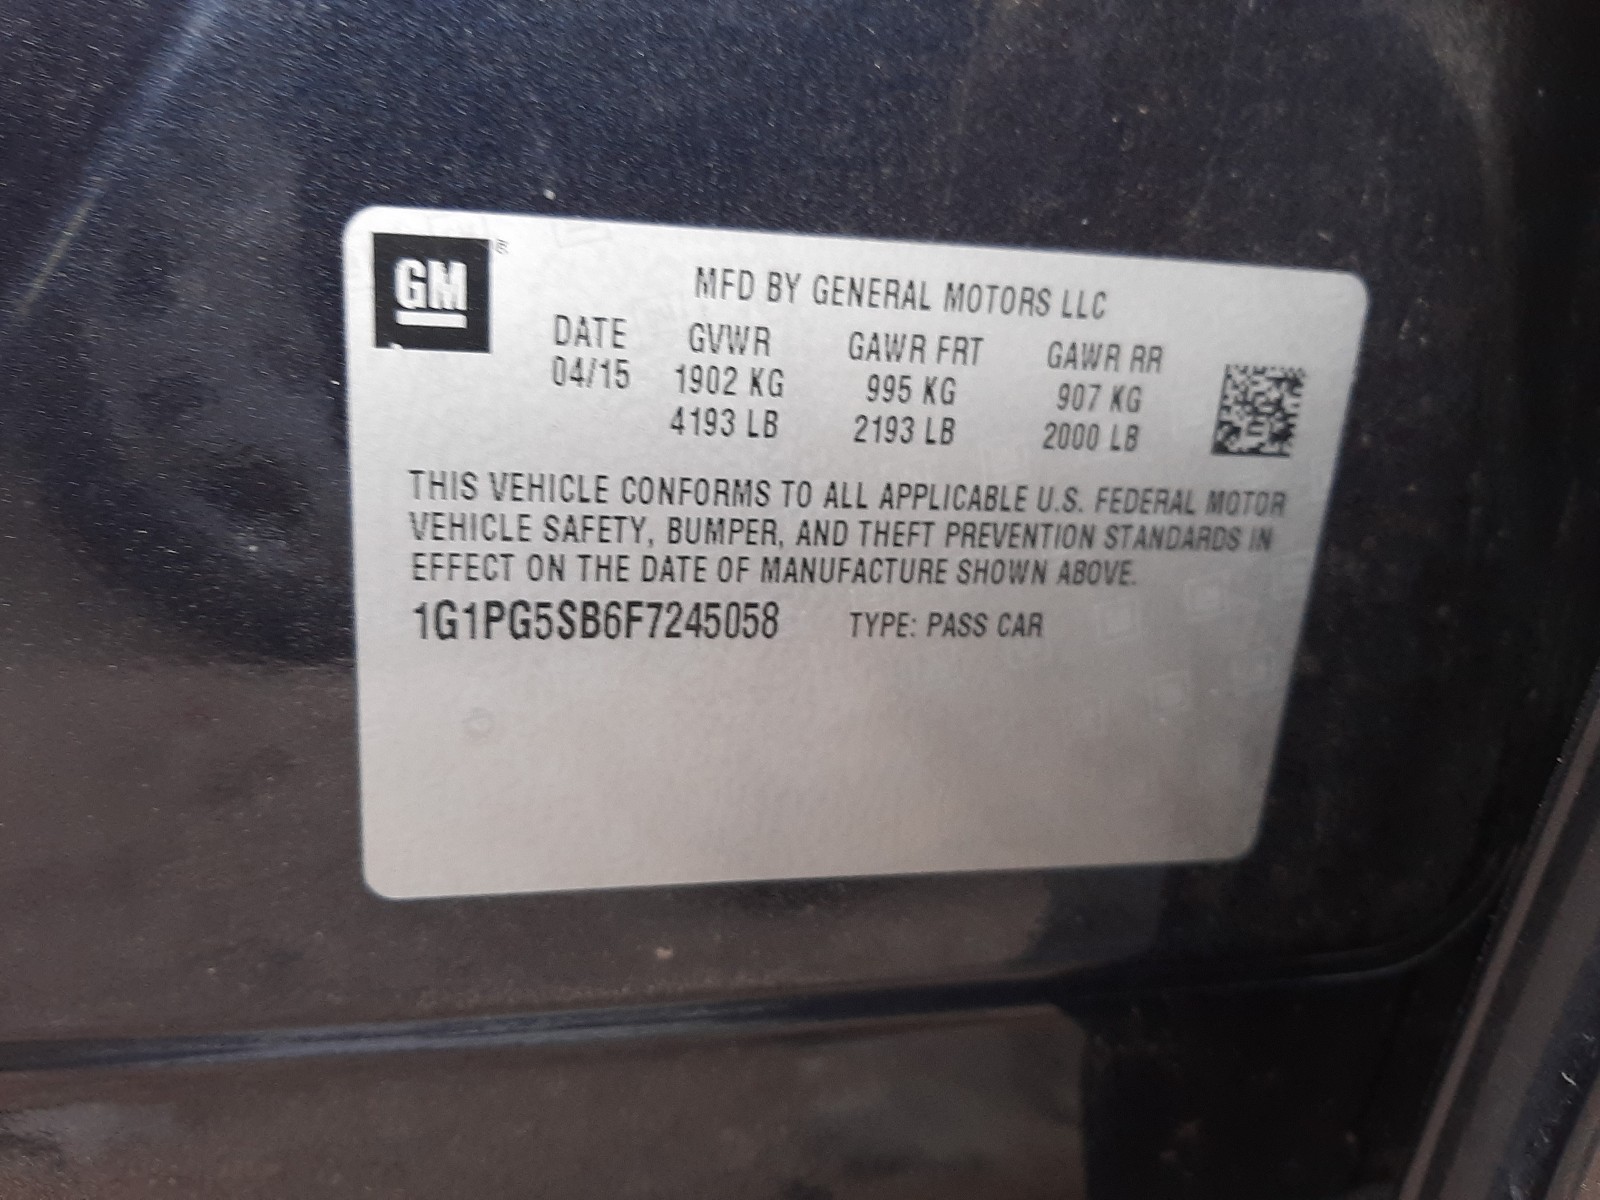 GM ®
MFD BY GENERAL MOTORS LLC
DATE GVWR GAWR FRT GAWR RR
04/15 1902 KG 995 KG 907 KG
4193 LB 2193 LB 2000 LB
THIS VEHICLE CONFORMS TO ALL APPLICABLE U.S. FEDERAL MOTOR
VEHICLE SAFETY, BUMPER, AND THEFT PREVENTION STANDARDS IN
EFFECT ON THE DATE OF MANUFACTURE SHOWN ABOVE.
1G1PG5SB6F7245058 TYPE: PASS CAR